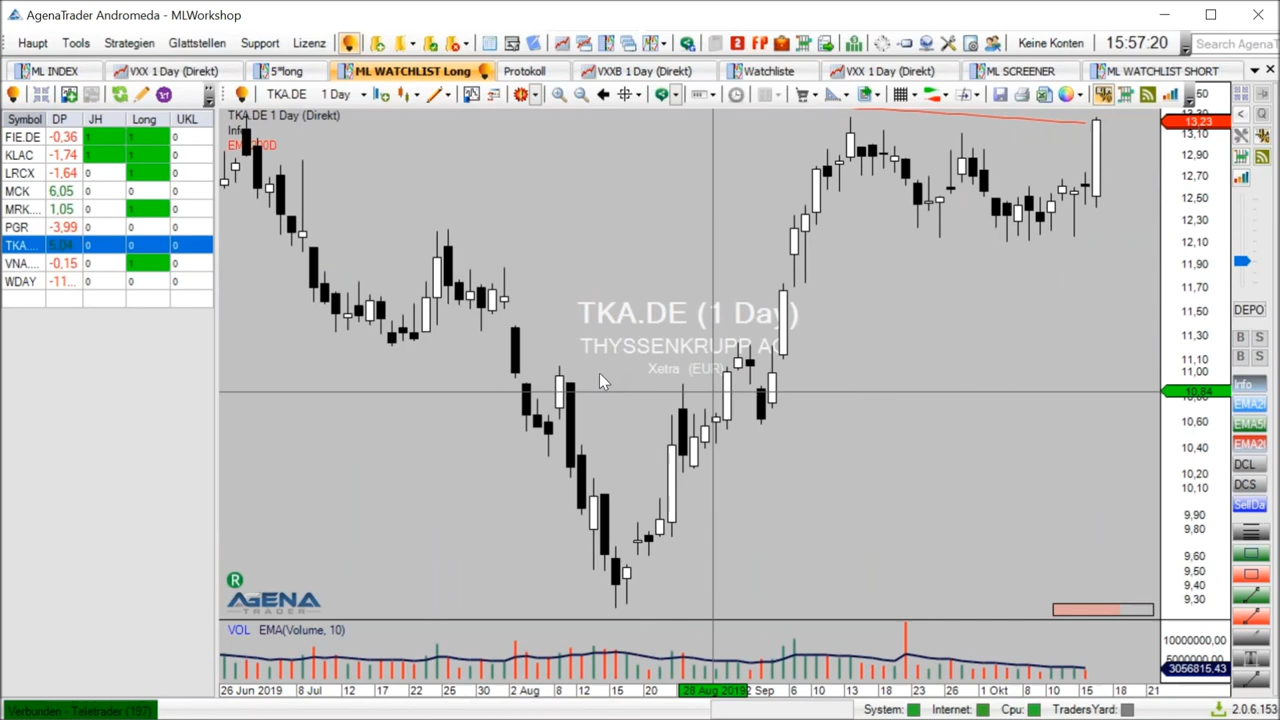 AgenaTrader Andromeda - MLWorkshop
Haupt Tools Strategien Glattstellen Support Lizenz Keine Konten 15:57:20 Search Agena
ML INDEX VXX 1 Day (Direkt) 5*long ML WATCHLIST Long Protokoll VXXB 1 Day (Direkt) Watchliste VXX 1 Day (Direkt) ML SCREENER ML WATCHLIST SHORT
TKA.DE 1 Day
Symbol DP JH Long UKL
FIE.DE -0,36 1 1 0
KLAC -1,74 1 1 0
LRCX -1,64 0 1 0
MCK 6,05 0 0 0
MRK.... 1,05 0 1 0
PGR -3,99 0 0 0
TKA.... 5,04 0 0 0
VNA.... -0,15 0 1 0
WDAY -11... 0 0 0
TKA.DE 1 Day (Direkt)
Info
TKA.DE (1 Day)
THYSSENKRUPP AG
Xetra (EUR)
AGENA
TRADER
13,23
13,10
12,90
12,70
12,50
12,30
12,10
11,90
11,70
11,50
11,30
11,10
11,00
10,84
10,60
10,40
10,20
10,10
9,90
9,80
9,60
9,50
9,40
9,30
DEPO
B S
B S
Info
DCL
DCS
VOL EMA(Volume, 10)
10000000,00
3056815,43
26 Jun 2019 8 Jul 12 17 22 25 30 2 Aug 7 12 15 20 28 Aug 2019 2 Sep 6 10 13 18 23 26 1 Okt 4 10 15 18 21
Verbunden - Teletrader (197) System: Internet: Cpu: TradersYard: 2.0.6.153